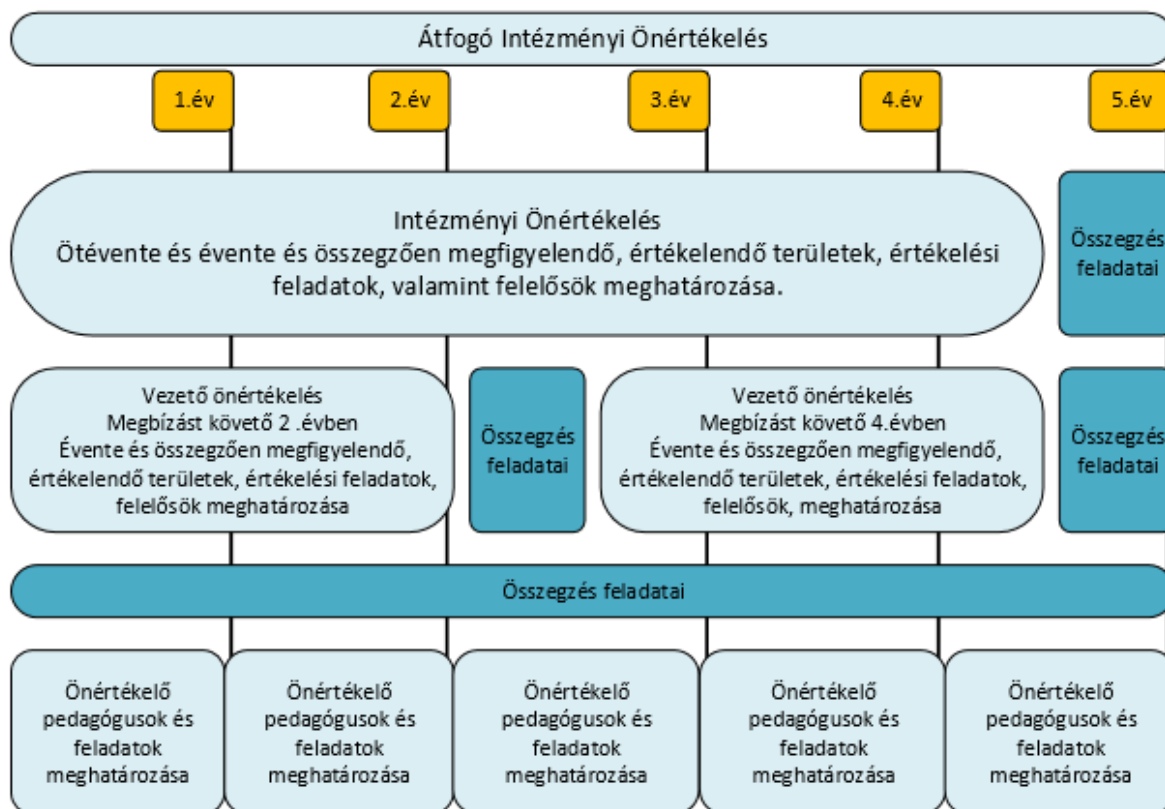 Átfogó Intézményi Önértékelés
1.év
2.év
3.év
4.év
5.év
Intézményi Önértékelés
Ötévente és évente és összegzően megfigyelendő, értékelendő területek, értékelési
feladatok, valamint felelősök meghatározása.
Összegzés
feladatai
Vezető önértékelés
Megbízást követő 2 .évben
Évente és összegzően megfigyelendő,
értékelendő területek, értékelési feladatok,
felelősök meghatározása
Összegzés
feladatai
Vezető önértékelés
Megbízást követő 4.évben
Évente és összegzően megfigyelendő,
értékelendő területek, értékelési feladatok,
felelősök, meghatározása
Összegzés
feladatai
Összegzés feladatai
Önértékelő
pedagógusok és
feladatok
meghatározása
Önértékelő
pedagógusok és
feladatok
meghatározása
Önértékelő
pedagógusok és
feladatok
meghatározása
Önértékelő
pedagógusok és
feladatok
meghatározása
Önértékelő
pedagógusok és
feladatok
meghatározása